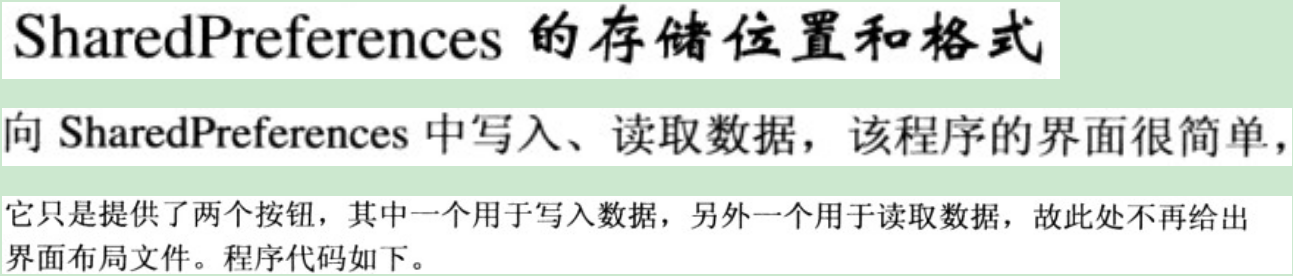 SharedPreferences 的存储位置和格式
向 SharedPreferences 中写入、读取数据，该程序的界面很简单，
它只是提供了两个按钮，其中一个用于写入数据，另外一个用于读取数据，故此处不再给出
界面布局文件。程序代码如下。